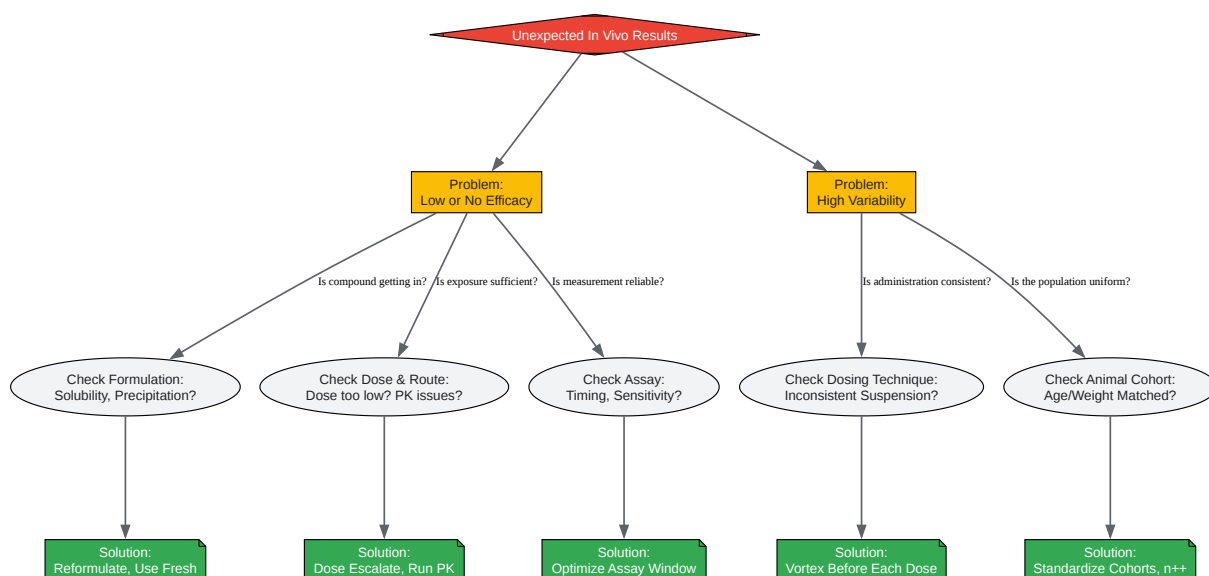 Unexpected In Vivo Results
Problem:
Low or No Efficacy
Problem:
High Variability
Is compound getting in?
Is exposure sufficient?
Is measurement reliable?
Is administration consistent?
Is the population uniform?
Check Formulation:
Solubility, Precipitation?
Check Dose & Route:
Dose too low? PK issues?
Check Assay:
Timing, Sensitivity?
Check Dosing Technique:
Inconsistent Suspension?
Check Animal Cohort:
Age/Weight Matched?
Solution:
Reformulate, Use Fresh
Solution:
Dose Escalate, Run PK
Solution:
Optimize Assay Window
Solution:
Vortex Before Each Dose
Solution:
Standardize Cohorts, n++